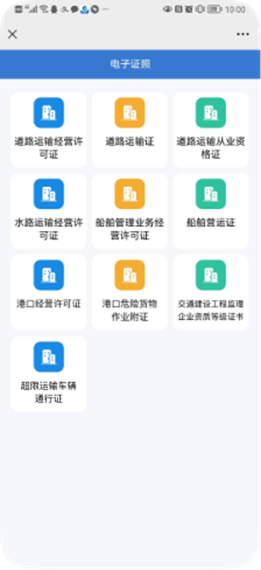 10:00
电子证照
道路运输经营许
可证
道路运输证
道路运输从业资
格证
水路运输经营许
可证
船舶管理业务经
营许可证
船舶营运证
港口经营许可证
港口危险货物
作业附证
交通建设工程监理
企业资质等级证书
超限运输车辆
通行证